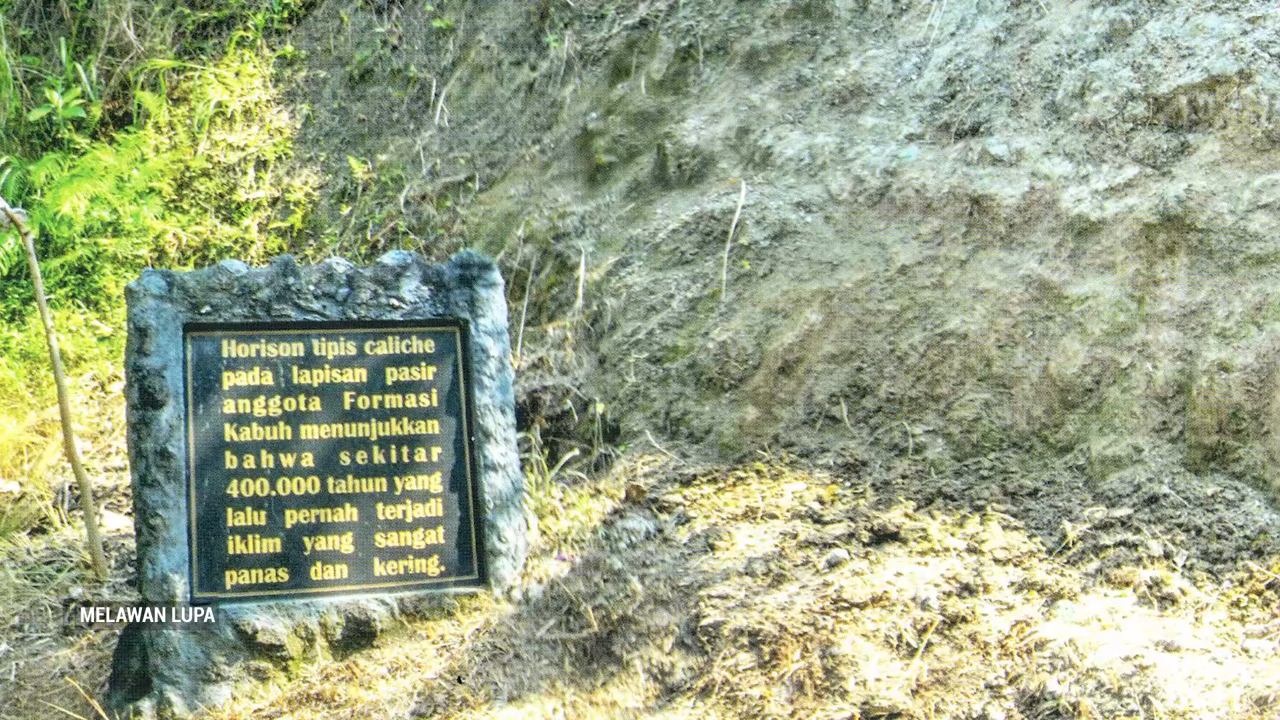 Horison tipis caliche
pada lapisan pasir
anggota Formasi
Kabuh menunjukkan
bahwa sekitar
400.000 tahun yang
lalu pernah terjadi
iklim yang sangat
panas dan kering.
MELAWAN LUPA